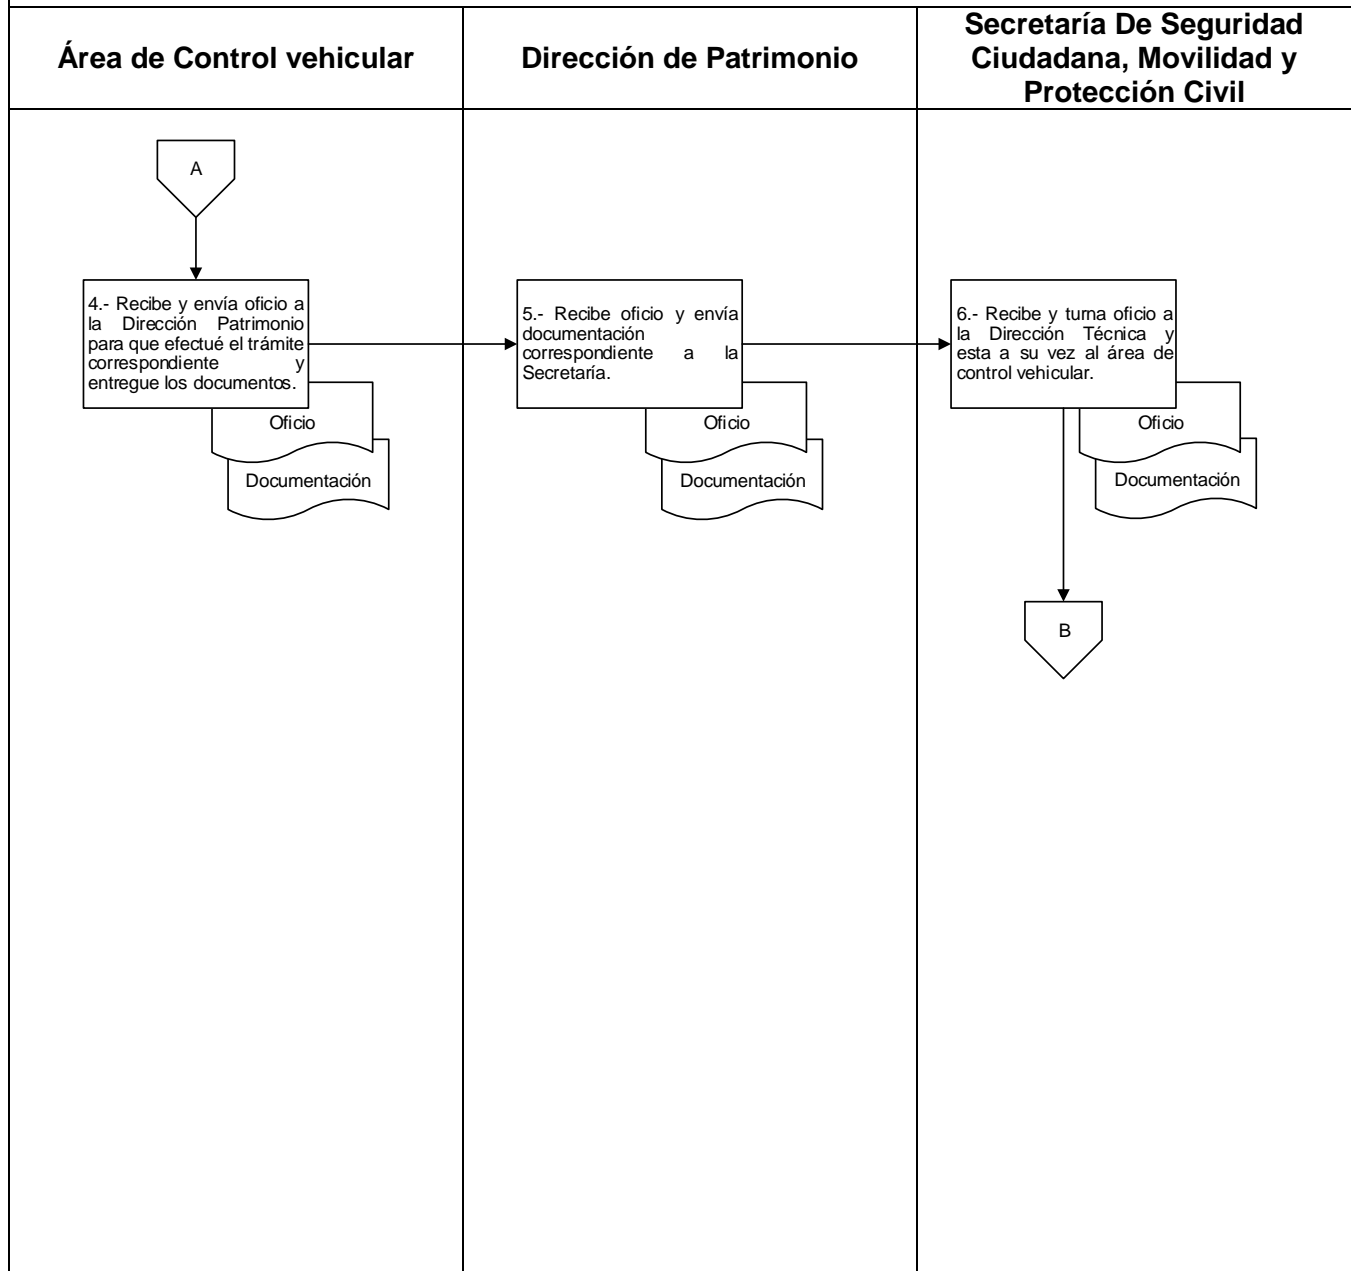 Área de Control vehicular
Dirección de Patrimonio
Secretaría De Seguridad
Ciudadana, Movilidad y
Protección Civil
A
4.- Recibe y envía oficio a
la Dirección Patrimonio
para que efectué el trámite
correspondiente y
entregue los documentos.
Oficio
Documentación
5.- Recibe oficio y envía
documentación
correspondiente a la
Secretaría.
Oficio
Documentación
6.- Recibe y turna oficio a
la Dirección Técnica y
esta a su vez al área de
control vehicular.
Oficio
Documentación
B